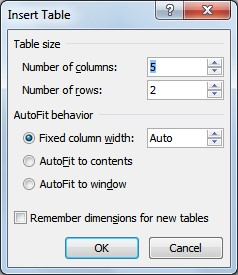 Insert Table
?
Table size
Number of columns: 5
Number of rows: 2
AutoFit behavior
Fixed column width: Auto
AutoFit to contents
AutoFit to window
Remember dimensions for new tables
OK Cancel